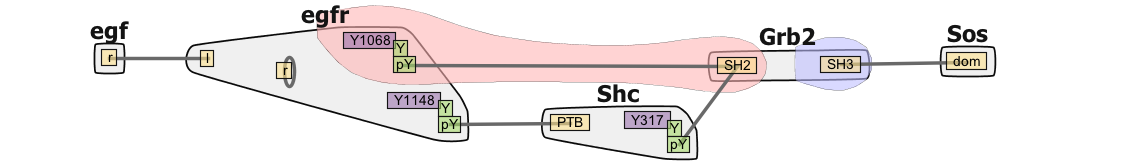 egf
r
egfr
l
r
Y1068
Y
pY
Y1148
Y
pY
Shc
PTB
Y317
Y
pY
Grb2
SH2
SH3
Sos
dom